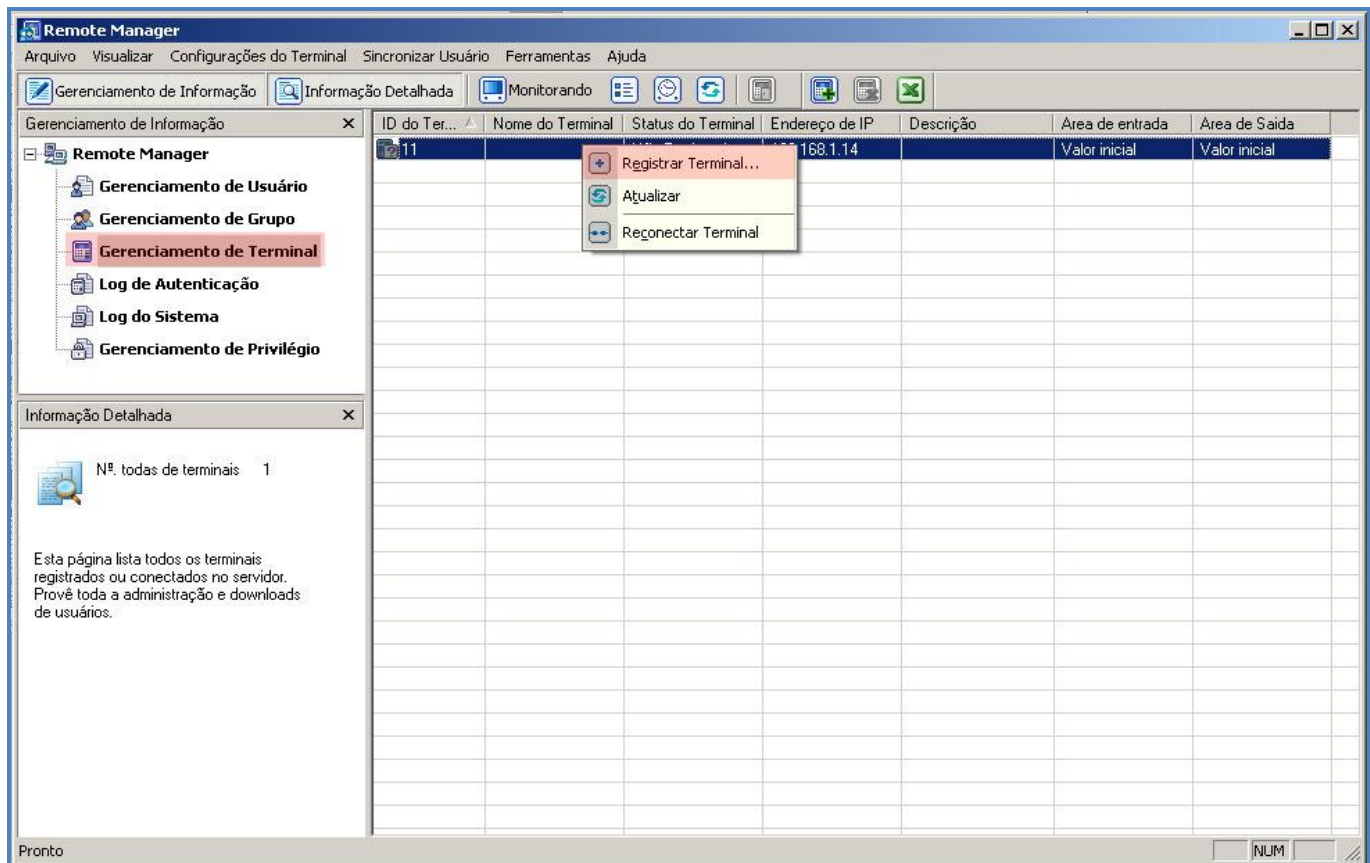 Remote Manager
Arquivo Visualizar Configurações do Terminal Sincronizar Usuário Ferramentas Ajuda
Gerenciamento de Informação Informação Detalhada Monitorando
Gerenciamento de Informação
Remote Manager
Gerenciamento de Usuário
Gerenciamento de Grupo
Gerenciamento de Terminal
Log de Autenticação
Log do Sistema
Gerenciamento de Privilégio
Informação Detalhada
Nº. todas de terminais 1
Esta página lista todos os terminais
registrados ou conectados no servidor.
Provê toda a administração e downloads
de usuários.
ID do Ter... Nome do Terminal Status do Terminal Endereço de IP Descrição Area de entrada Area de Saida
11 168.1.14 Valor inicial Valor inicial
Registrar Terminal...
Atualizar
Reconectar Terminal
Pronto
NUM